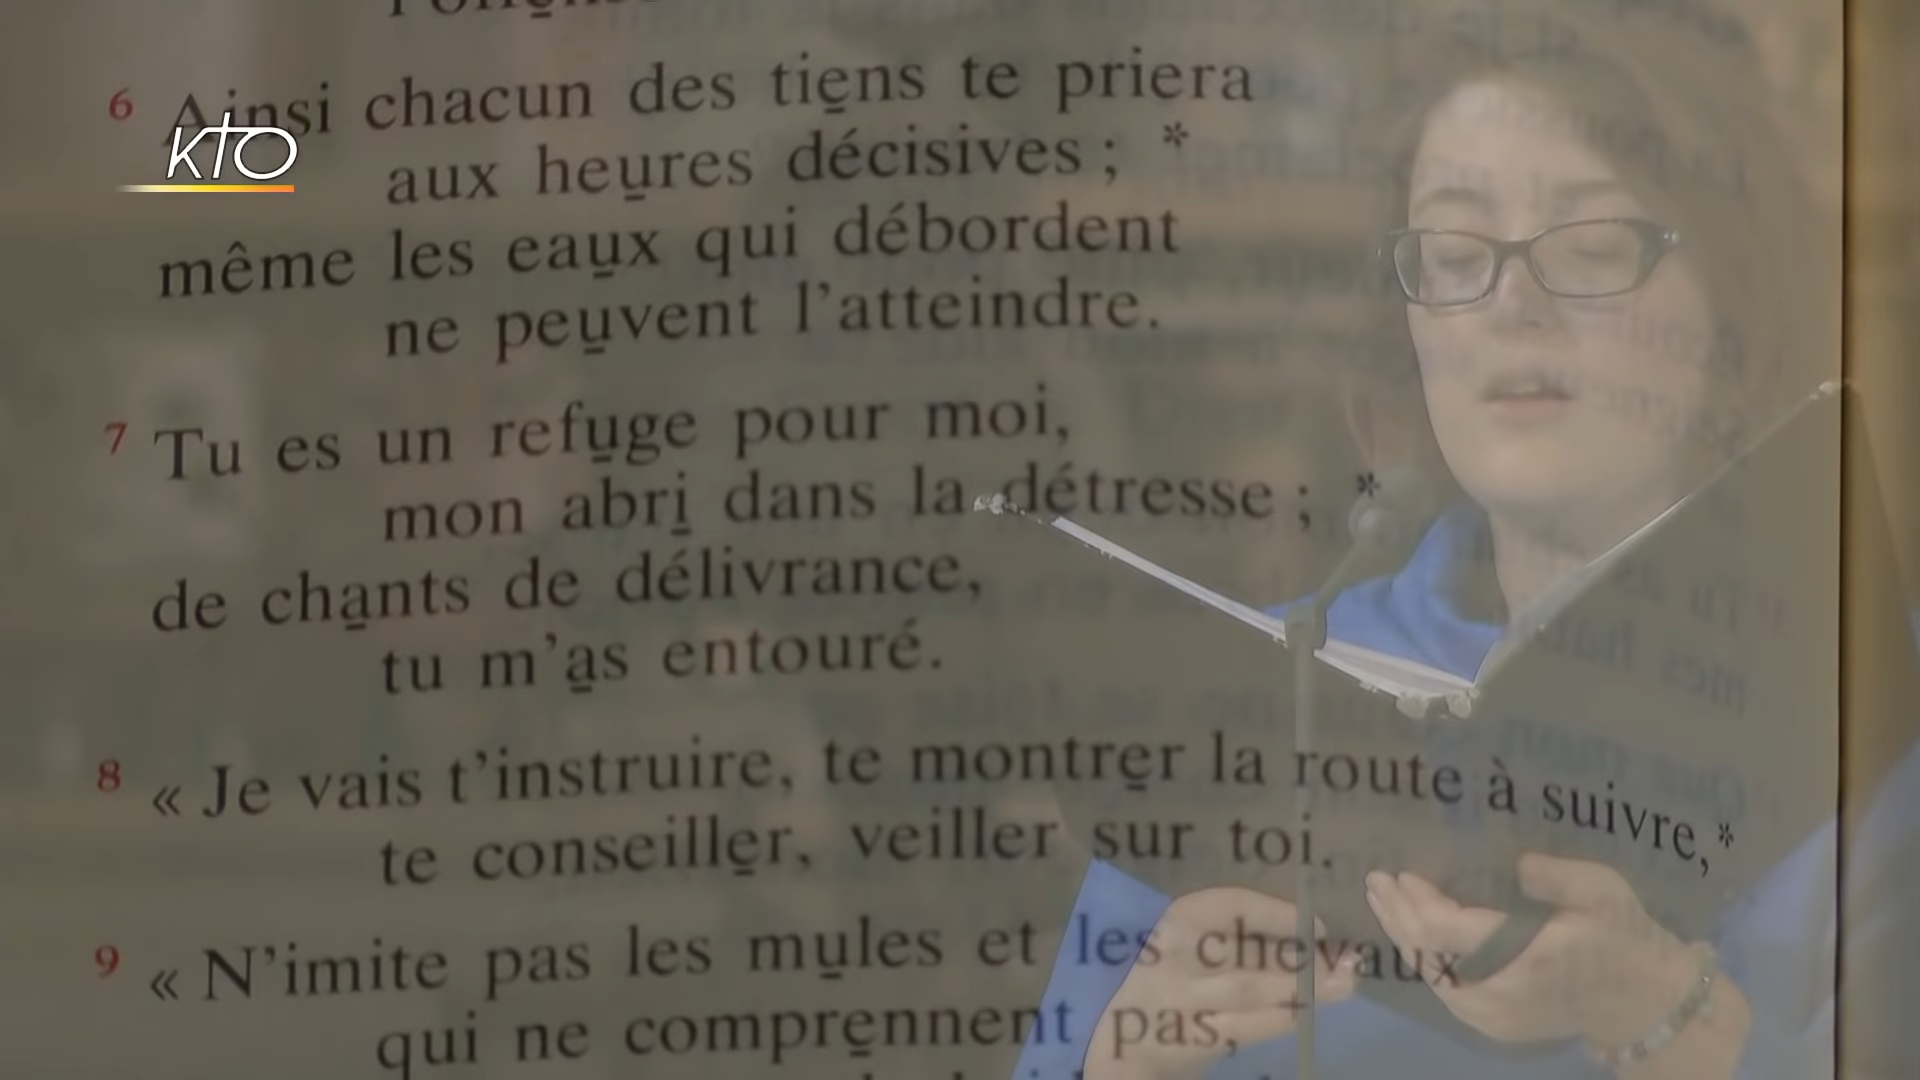 6 Ainsi chacun des tiens te priera
kto
aux heures décisives ; *
même les eaux qui débordent
ne peuvent l’atteindre.
7 Tu es un refuge pour moi,
mon abri dans la détresse ; *
de chants de délivrance,
tu m’as entouré.
8 « Je vais t’instruire, te montrer la route à suivre,*
te conseiller, veiller sur toi.
9 « N’imite pas les mules et les chevaux
qui ne comprennent pas, +